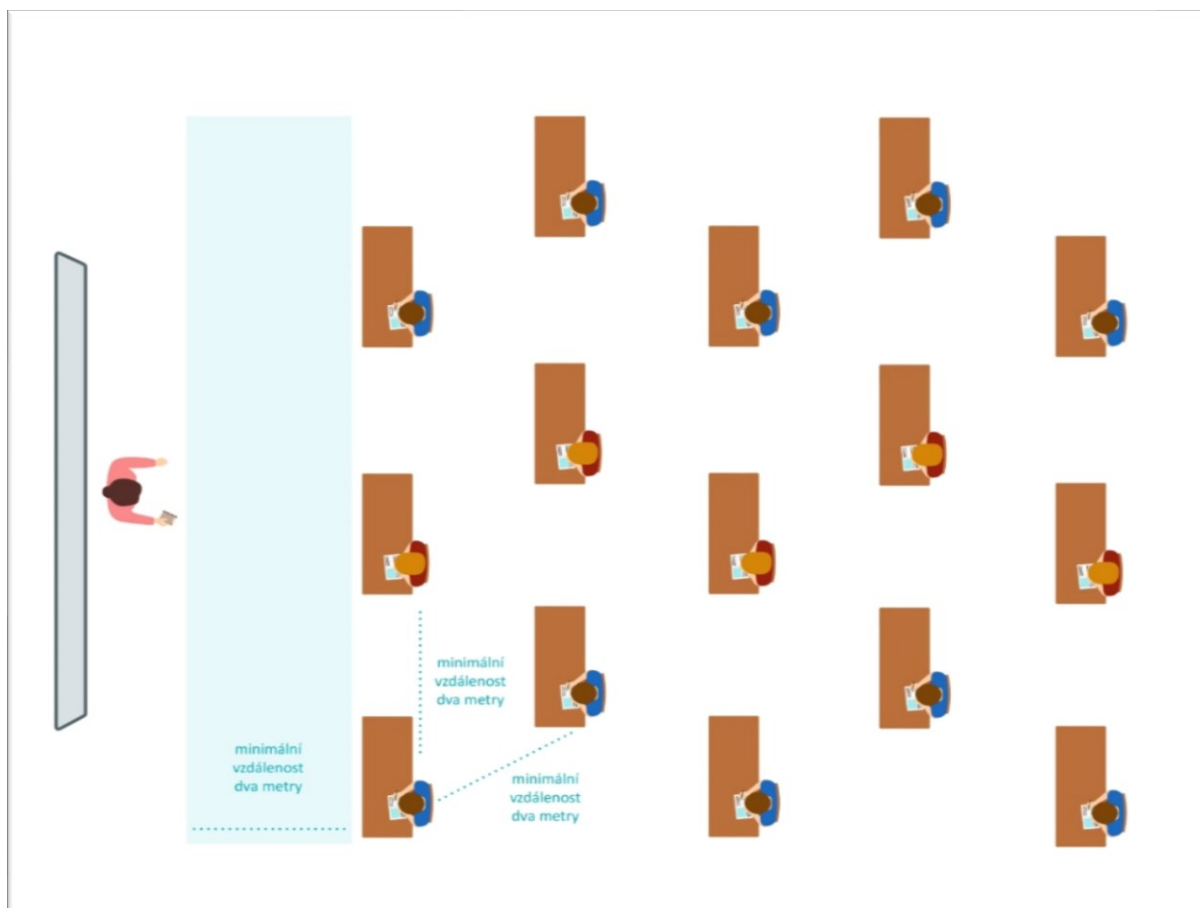 minimální
vzdálenost
dva metry
minimální
vzdálenost
dva metry
minimální
vzdálenost
dva metry